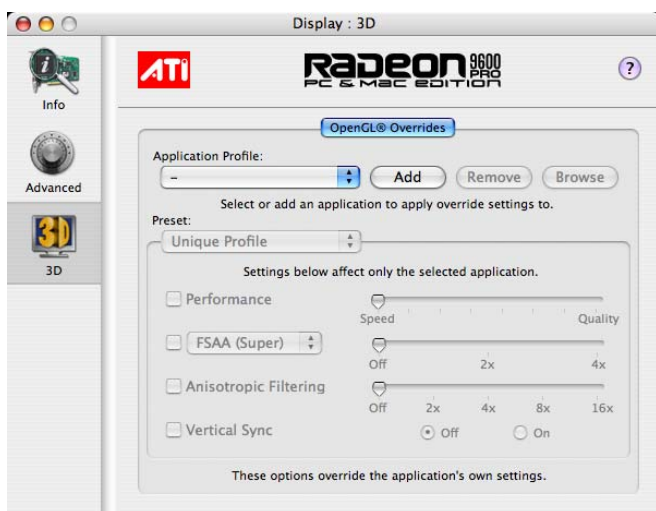 Display : 3D
Info
Advanced
3D
3D
ATI
RADEON 9600 PRO
PC & MAC EDITION
?
OpenGL® Overrides
Application Profile:
– Add Remove Browse
Select or add an application to apply override settings to.
Preset:
Unique Profile
Settings below affect only the selected application.
Performance
Speed Quality
FSAA (Super)
Off 2x 4x
Anisotropic Filtering
Off 2x 4x 8x 16x
Vertical Sync Off On
These options override the application's own settings.